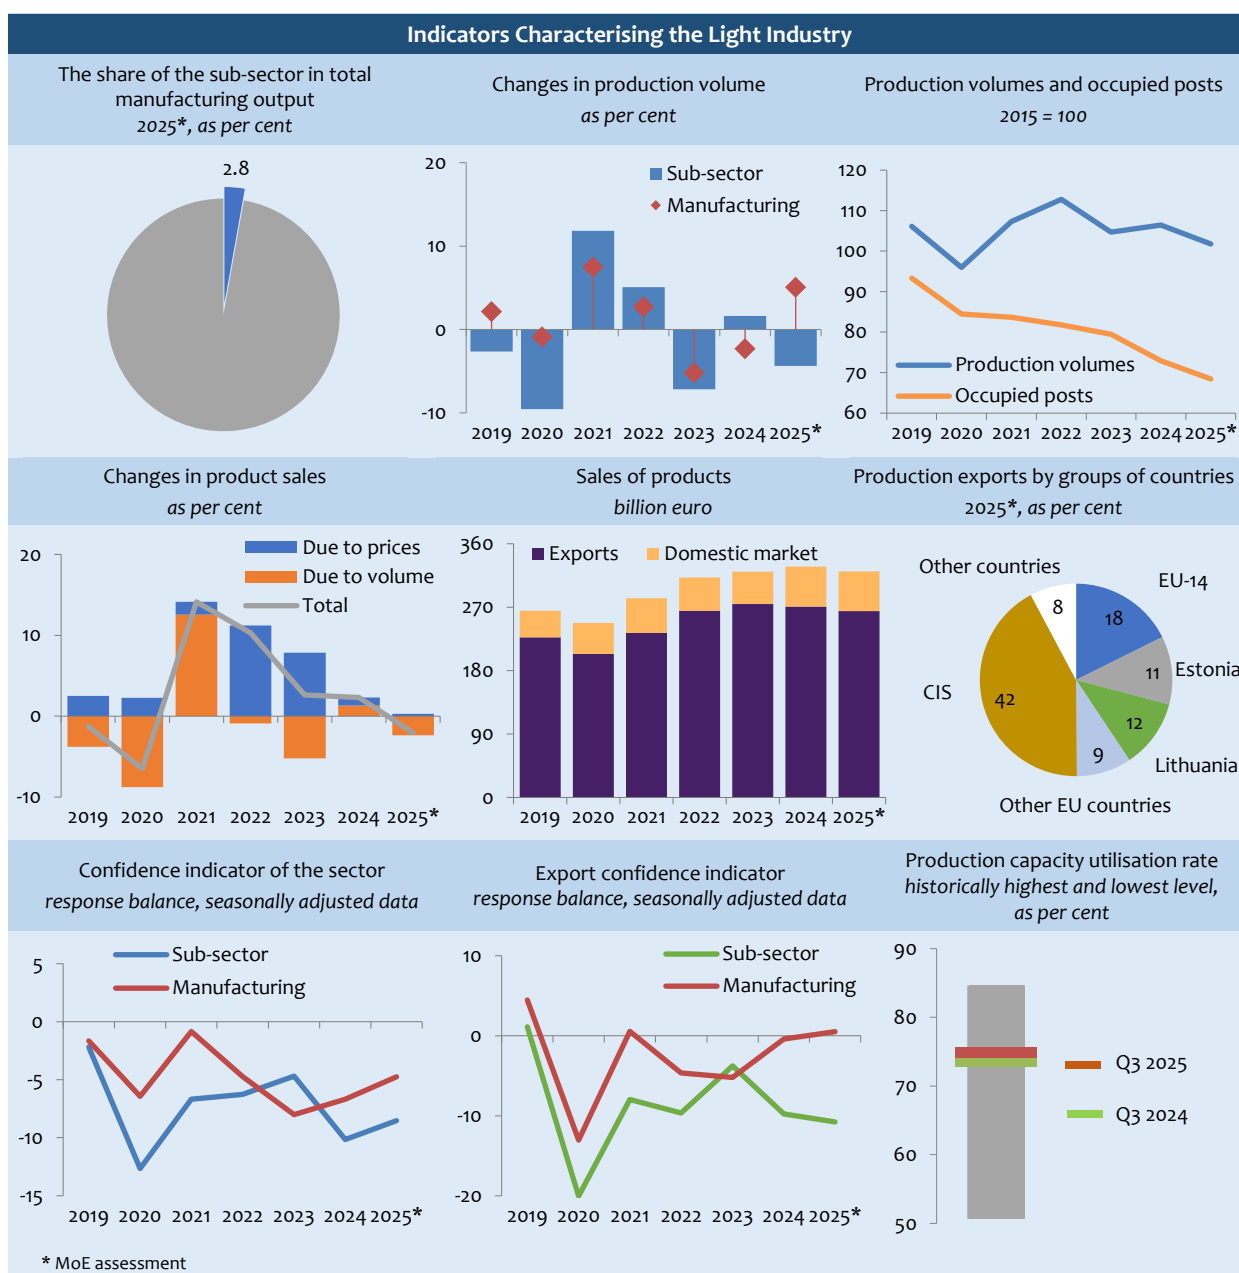 Indicators Characterising the Light Industry
The share of the sub-sector in total
manufacturing output
2025*, as per cent
2.8
Changes in production volume
as per cent
20
10
0
-10
Sub-sector
Manufacturing
2019 2020 2021 2022 2023 2024 2025*
Production volumes and occupied posts
2015 = 100
120
110
100
90
80
70
60
Production volumes
Occupied posts
2019 2020 2021 2022 2023 2024 2025*
Changes in product sales
as per cent
20
10
0
-10
Due to prices
Due to volume
Total
2019 2020 2021 2022 2023 2024 2025*
Sales of products
billion euro
360
270
180
90
0
Exports
Domestic market
2019 2020 2021 2022 2023 2024 2025*
Production exports by groups of countries
2025*, as per cent
Other countries
8
EU-14
18
Estonia
11
CIS
42
12
Lithuania
9
Other EU countries
Confidence indicator of the sector
response balance, seasonally adjusted data
5
0
-5
-10
-15
Sub-sector
Manufacturing
2019 2020 2021 2022 2023 2024 2025*
Export confidence indicator
response balance, seasonally adjusted data
10
0
-10
-20
Sub-sector
Manufacturing
2019 2020 2021 2022 2023 2024 2025*
Production capacity utilisation rate
historically highest and lowest level,
as per cent
90
80
70
60
50
Q3 2025
Q3 2024
* MoE assessment